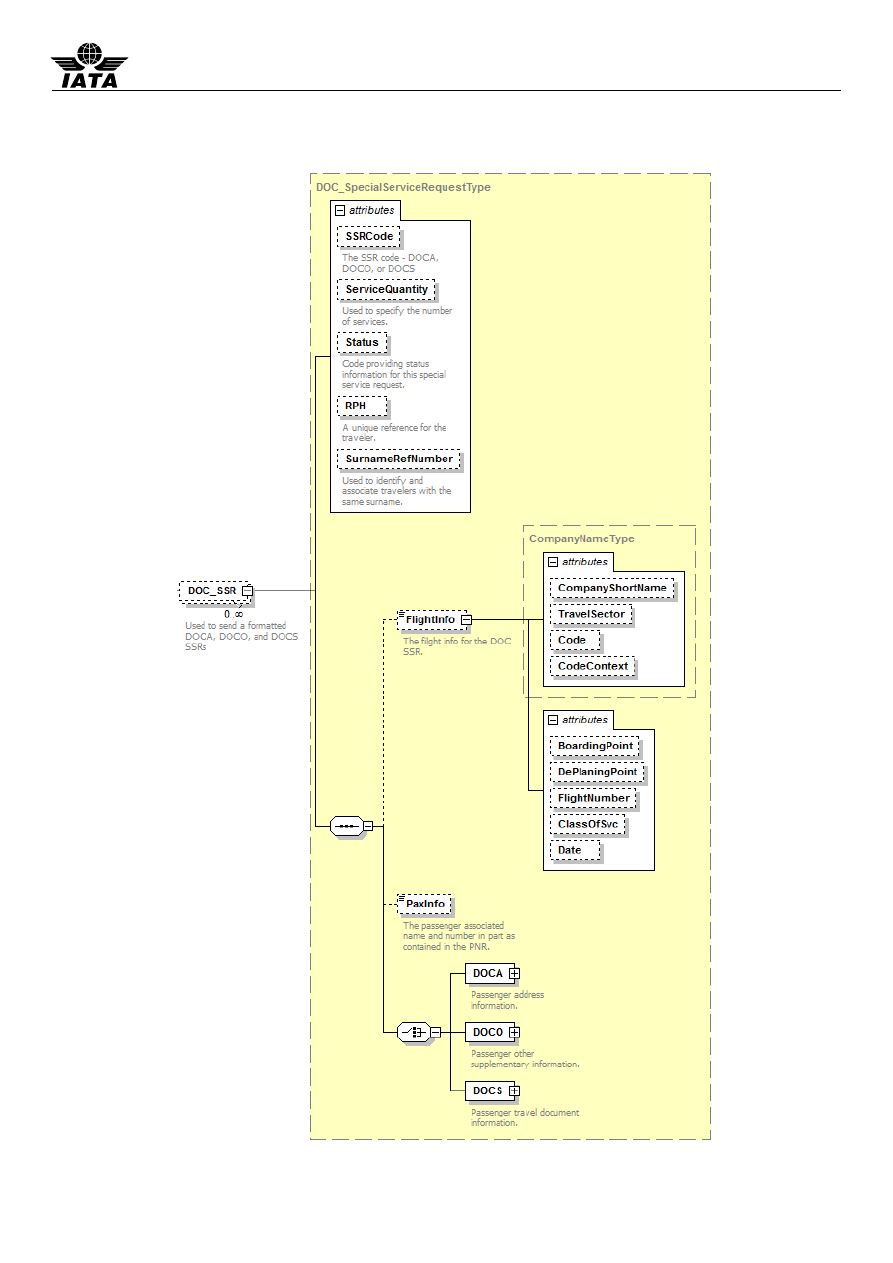 IATA
DOC_SpecialServiceRequestType
attributes
SSRCode
The SSR code - DOCA,
DOCO, or DOCS
ServiceQuantity
Used to specify the number
of services.
Status
Code providing status
information for this special
service request.
RPH
A unique reference for the
traveler.
SurnameRefNumber
Used to identify and
associate travelers with the
same surname.
DOC_SSR
0..∞
Used to send a formatted
DOCA, DOCO, and DOCS
SSRs
FlightInfo
The flight info for the DOC
SSR.
CompanyNameType
attributes
CompanyShortName
TravelSector
Code
CodeContext
attributes
BoardingPoint
DePlaningPoint
FlightNumber
ClassOfSvc
Date
PaxInfo
The passenger associated
name and number in part as
contained in the PNR.
DOCA
Passenger address
information.
DOCO
Passenger other
supplementary information.
DOCS
Passenger travel document
information.